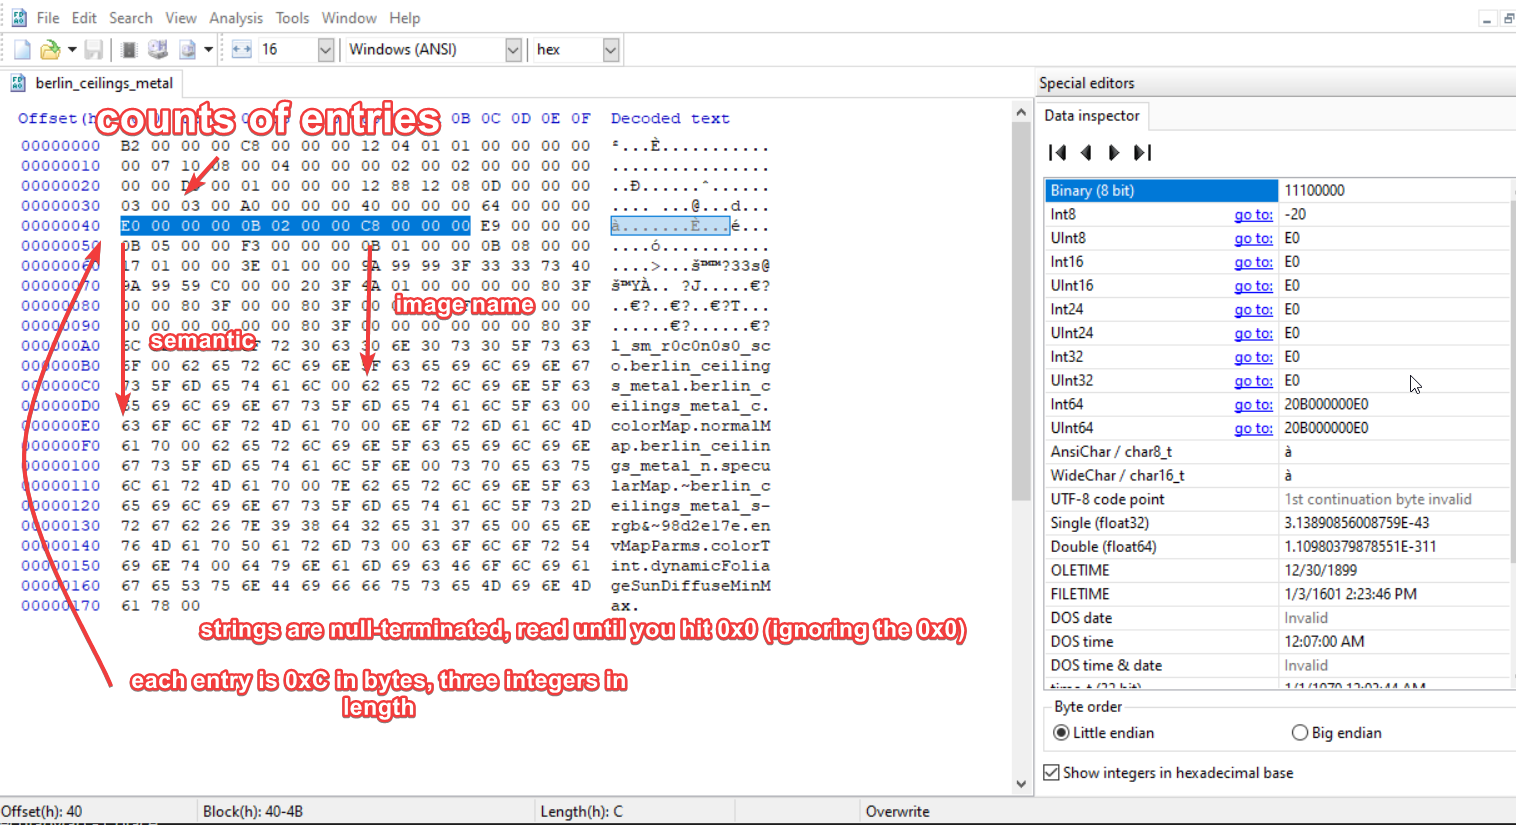 File Edit Search View Analysis Tools Window Help
16 Windows (ANSI) hex
berlin_ceilings_metal
Special editors
Data inspector
counts of entries
Offset(h 0B 0C 0D 0E 0F Decoded text
00000000 B2 00 00 00 C8 00 00 00 12 04 01 01 00 00 00 00 ²...È...........
00000010 00 07 10 08 00 04 00 00 00 02 00 02 00 00 00 00 ................
00000020 00 00 D0 00 01 00 00 00 12 88 12 08 0D 00 00 00 ..Ð......ˆ......
00000030 03 00 03 00 A0 00 00 00 40 00 00 00 64 00 00 00 .... ...@...d...
00000040 E0 00 00 00 0B 02 00 00 C8 00 00 00 E9 00 00 00 à.......È...é...
00000050 0B 05 00 00 F3 00 00 00 0B 01 00 00 0B 08 00 00 ....ó...........
00000060 17 01 00 00 3E 01 00 00 9A 99 99 3F 33 33 73 40 ....>...š™™?33s@
00000070 9A 99 59 C0 00 00 20 3F 4A 01 00 00 00 00 80 3F š™YÀ.. ?J.....€?
00000080 00 00 80 3F 00 00 80 3F 00 00 00 ..€?..€?..€?T...
00000090 00 00 00 00 00 00 80 3F 00 00 00 00 00 00 80 3F ......€?......€?
000000A0 6C 72 30 63 30 6E 30 73 30 5F 73 63 l_sm_r0c0n0s0_sc
000000B0 6F 00 62 65 72 6C 69 6E 5F 63 65 69 6C 69 6E 67 o.berlin_ceiling
000000C0 73 5F 6D 65 74 61 6C 00 62 65 72 6C 69 6E 5F 63 s_metal.berlin_c
000000D0 65 69 6C 69 6E 67 73 5F 6D 65 74 61 6C 5F 63 00 eilings_metal_c.
000000E0 63 6F 6C 6F 72 4D 61 70 00 6E 6F 72 6D 61 6C 4D colorMap.normalM
000000F0 61 70 00 62 65 72 6C 69 6E 5F 63 65 69 6C 69 6E ap.berlin_ceilin
00000100 67 73 5F 6D 65 74 61 6C 5F 6E 00 73 70 65 63 75 gs_metal_n.specu
00000110 6C 61 72 4D 61 70 00 7E 62 65 72 6C 69 6E 5F 63 larMap.~berlin_c
00000120 65 69 6C 69 6E 67 73 5F 6D 65 74 61 6C 5F 73 2D eilings_metal_s-
00000130 72 67 62 26 7E 39 38 64 32 65 31 37 65 00 65 6E rgb&~98d2e17e.en
00000140 76 4D 61 70 50 61 72 6D 73 00 63 6F 6C 6F 72 54 vMapParms.colorT
00000150 69 6E 74 00 64 79 6E 61 6D 69 63 46 6F 6C 69 61 int.dynamicFolia
00000160 67 65 53 75 6E 44 69 66 66 75 73 65 4D 69 6E 4D geSunDiffuseMinM
00000170 61 78 00 ax.
image name
semantic
strings are null-terminated, read until you hit 0x0 (ignoring the 0x0)
each entry is 0xC in bytes, three integers in
length
Binary (8 bit) 11100000
Int8 go to: -20
UInt8 go to: E0
Int16 go to: E0
UInt16 go to: E0
Int24 go to: E0
UInt24 go to: E0
Int32 go to: E0
UInt32 go to: E0
Int64 go to: 20B000000E0
UInt64 go to: 20B000000E0
AnsiChar / char8_t à
WideChar / char16_t à
UTF-8 code point 1st continuation byte invalid
Single (float32) 3.13890856008759E-43
Double (float64) 1.10980379878551E-311
OLETIME 12/30/1899
FILETIME 1/3/1601 2:23:46 PM
DOS date Invalid
DOS time 12:07:00 AM
DOS time & date Invalid
Byte order
Little endian Big endian
Show integers in hexadecimal base
Offset(h): 40 Block(h): 40-4B Length(h): C Overwrite